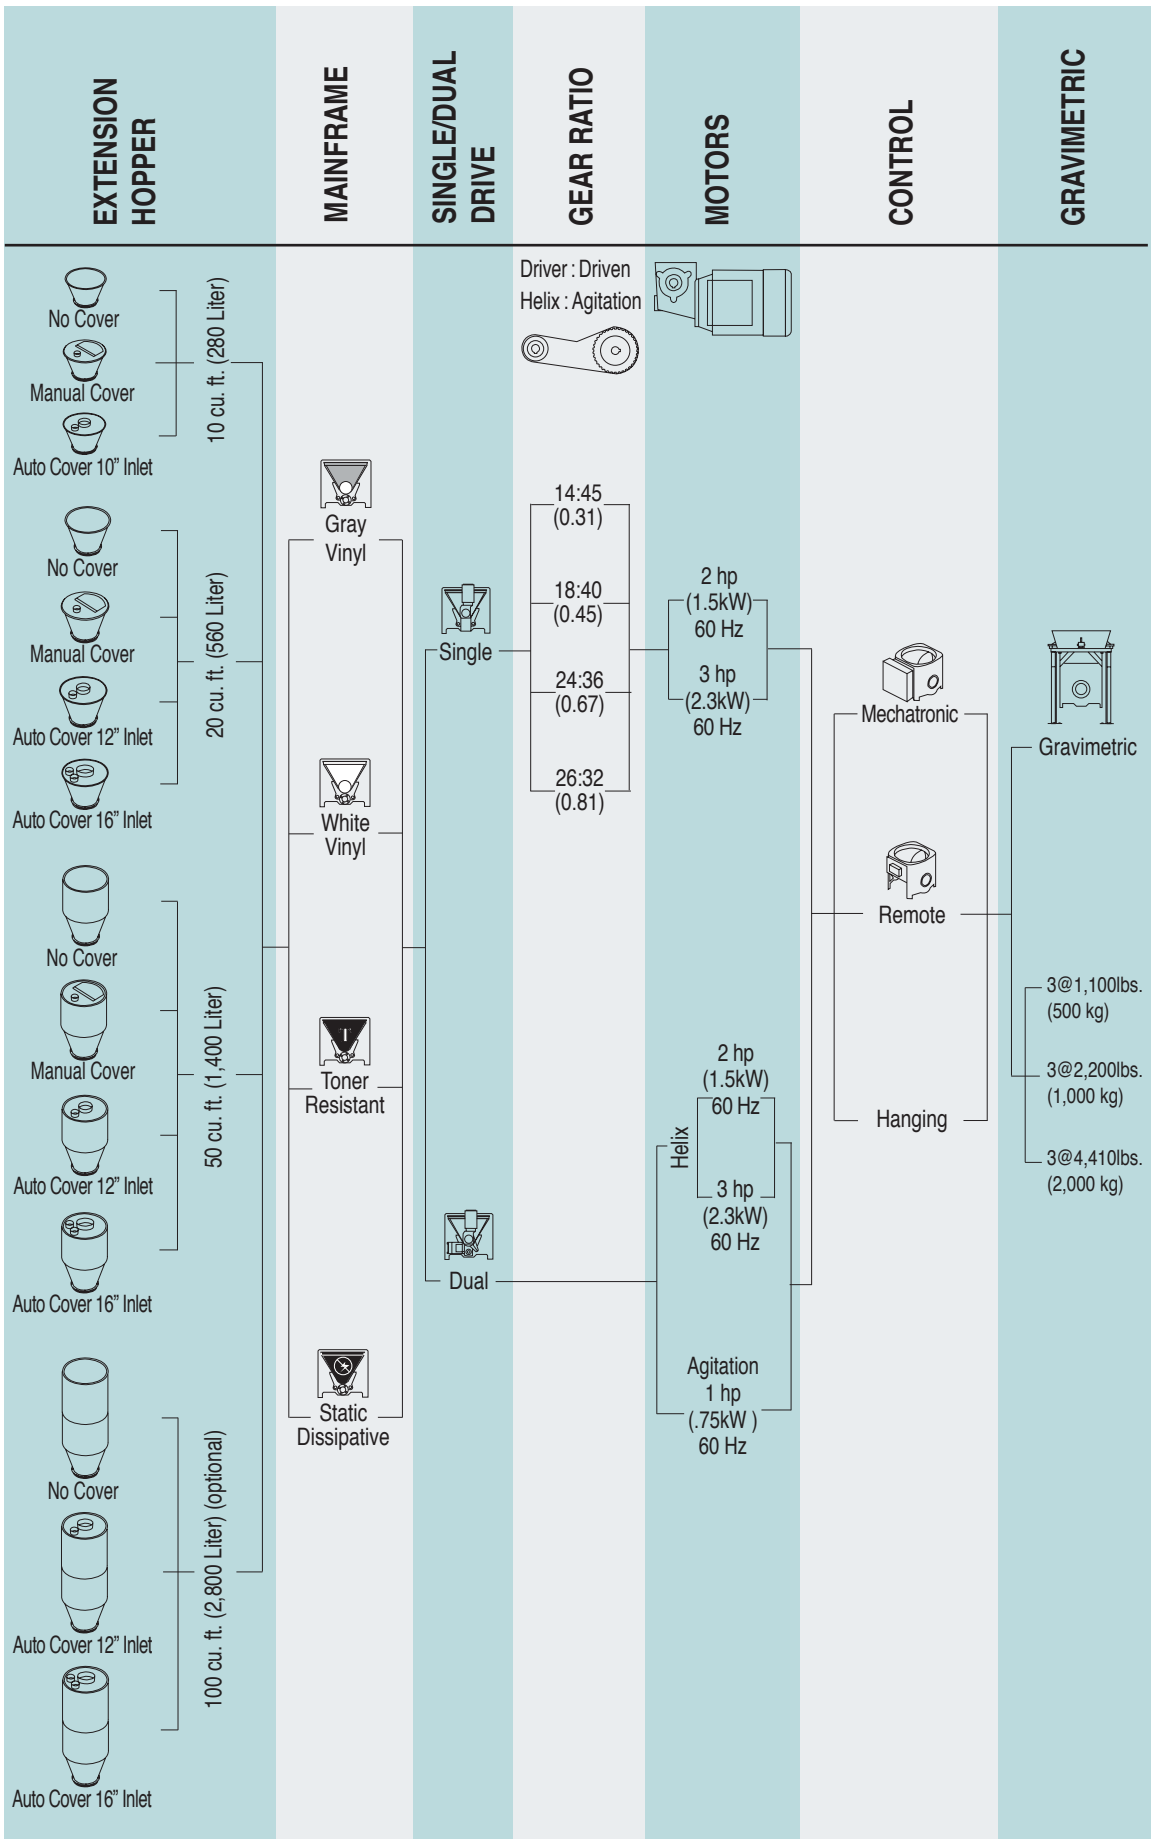 EXTENSION
HOPPER
MAINFRAME
SINGLE/DUAL
DRIVE
GEAR RATIO
MOTORS
CONTROL
GRAVIMETRIC
No Cover
Manual Cover
Auto Cover 10” Inlet
10 cu. ft. (280 Liter)
No Cover
Manual Cover
Auto Cover 12” Inlet
Auto Cover 16” Inlet
20 cu. ft. (560 Liter)
No Cover
Manual Cover
Auto Cover 12” Inlet
Auto Cover 16” Inlet
50 cu. ft. (1,400 Liter)
No Cover
Auto Cover 12” Inlet
Auto Cover 16” Inlet
100 cu. ft. (2,800 Liter) (optional)
Gray
Vinyl
White
Vinyl
Toner
Resistant
Static
Dissipative
Single
Dual
Driver : Driven
Helix : Agitation
14:45
(0.31)
18:40
(0.45)
24:36
(0.67)
26:32
(0.81)
2 hp
(1.5kW)
60 Hz
3 hp
(2.3kW)
60 Hz
Helix
2 hp
(1.5kW)
60 Hz
3 hp
(2.3kW)
60 Hz
Agitation
1 hp
(.75kW )
60 Hz
Mechatronic
Remote
Hanging
Gravimetric
3@1,100lbs.
(500 kg)
3@2,200lbs.
(1,000 kg)
3@4,410lbs.
(2,000 kg)